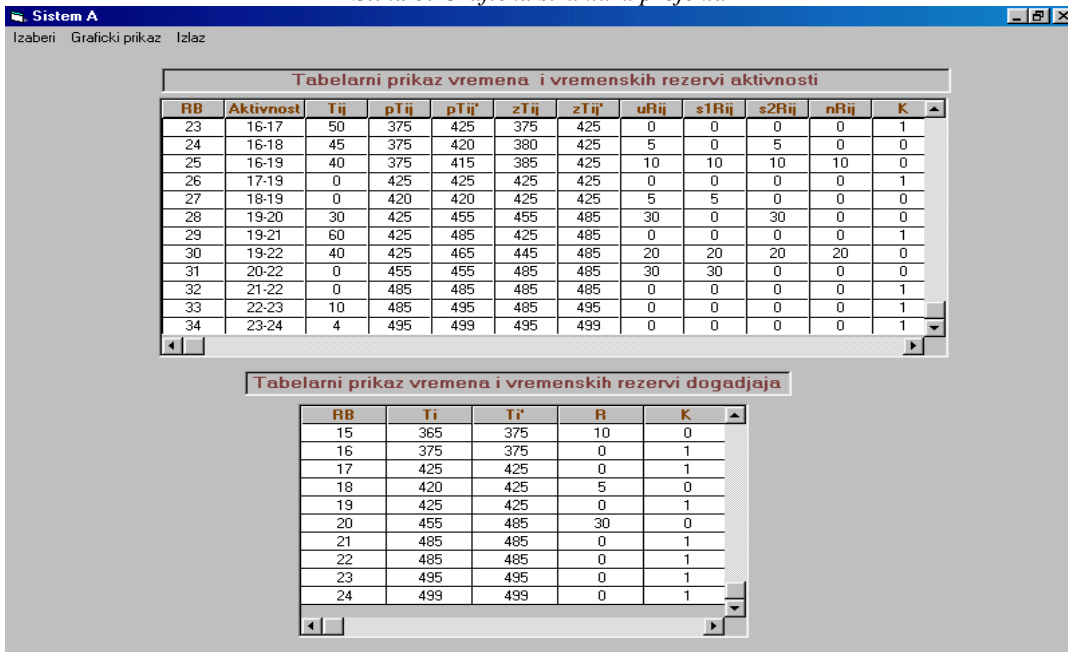 Sistem A
Izaberi Graficki prikaz Izlaz
Tabelarni prikaz vremena i vremenskih rezervi aktivnosti
RB Aktivnost Tij pTij pTij' zTij zTij' uRij s1Rij s2Rij nRij K
23 16-17 50 375 425 375 425 0 0 0 0 1
24 16-18 45 375 420 380 425 5 0 5 0 0
25 16-19 40 375 415 385 425 10 10 10 10 0
26 17-19 0 425 425 425 425 0 0 0 0 1
27 18-19 0 420 420 425 425 5 5 0 0 0
28 19-20 30 425 455 455 485 30 0 30 0 0
29 19-21 60 425 485 425 485 0 0 0 0 1
30 19-22 40 425 465 445 485 20 20 20 20 0
31 20-22 0 455 455 485 485 30 30 0 0 0
32 21-22 0 485 485 485 485 0 0 0 0 1
33 22-23 10 485 495 485 495 0 0 0 0 1
34 23-24 4 495 499 495 499 0 0 0 0 1
Tabelarni prikaz vremena i vremenskih rezervi dogadjaja
RB Ti Ti' R K
15 365 375 10 0
16 375 375 0 1
17 425 425 0 1
18 420 425 5 0
19 425 425 0 1
20 455 485 30 0
21 485 485 0 1
22 485 485 0 1
23 495 495 0 1
24 499 499 0 1